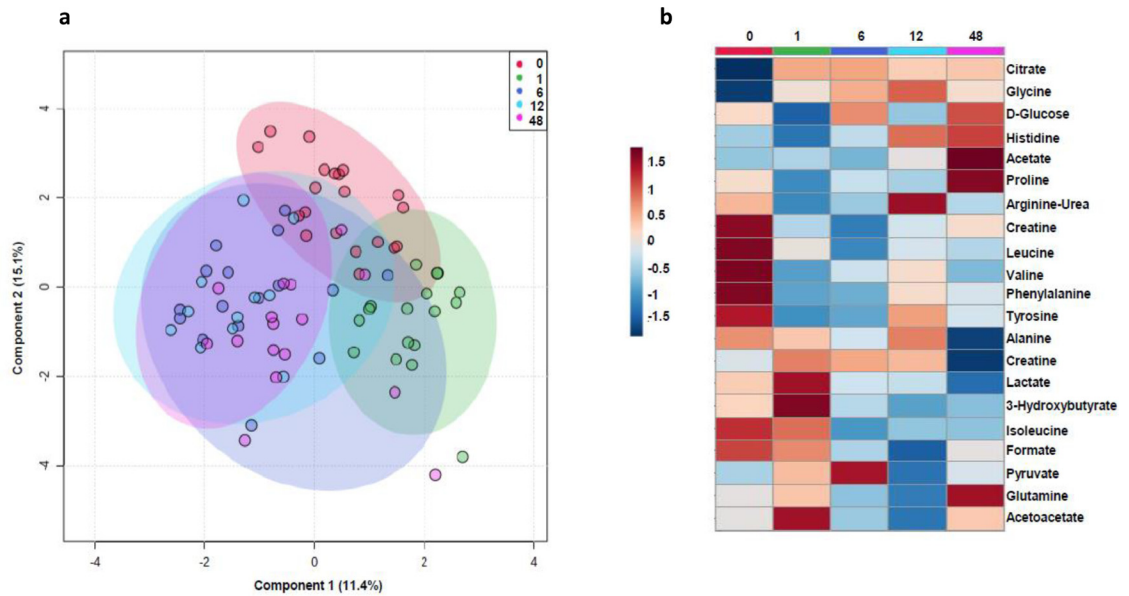 a
b
0
1
6
12
48
4
2
0
-2
-4
-4
-2
0
2
4
Component 2 (15.1%)
Component 1 (11.4%)
0 1 6 12 48
1.5
1
0.5
0
-0.5
-1
-1.5
Citrate
Glycine
D-Glucose
Histidine
Acetate
Proline
Arginine-Urea
Creatine
Leucine
Valine
Phenylalanine
Tyrosine
Alanine
Creatine
Lactate
3-Hydroxybutyrate
Isoleucine
Formate
Pyruvate
Glutamine
Acetoacetate